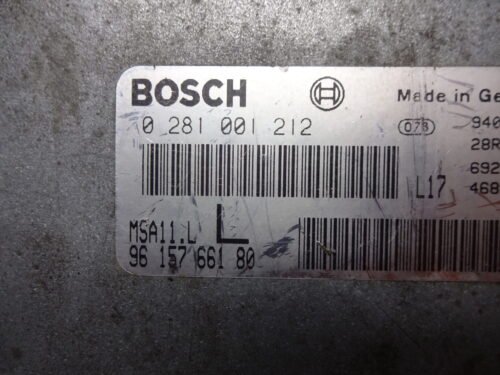 BOSCH Made in Ge
0 281 001 212 078 940
28R
692
L17 468
MSA11.L L
96 157 661 80